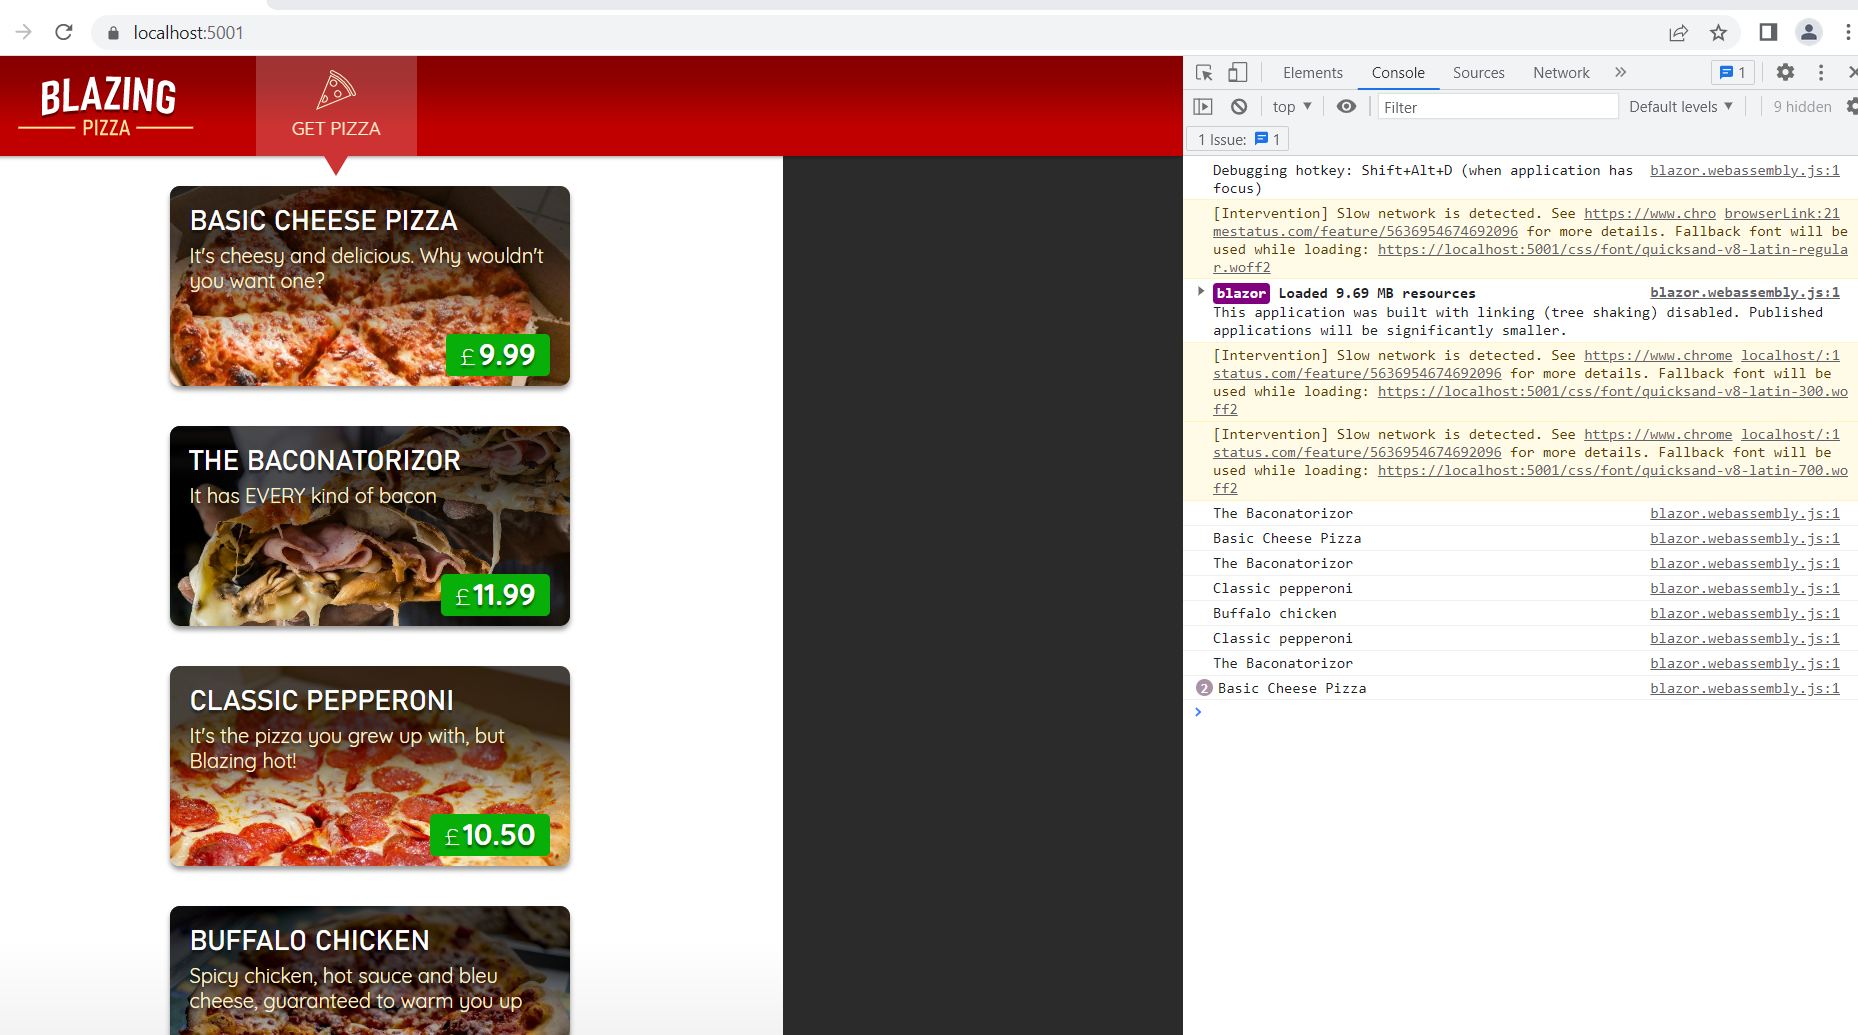 localhost:5001
BLAZING
PIZZA
GET PIZZA
BASIC CHEESE PIZZA
It's cheesy and delicious. Why wouldn't
you want one?
£ 9.99
THE BACONATORIZOR
It has EVERY kind of bacon
£ 11.99
CLASSIC PEPPERONI
It's the pizza you grew up with, but
Blazing hot!
£ 10.50
BUFFALO CHICKEN
Spicy chicken, hot sauce and bleu
cheese, guaranteed to warm you up
Elements Console Sources Network » 1
top ▼ Filter Default levels ▼ 9 hidden
1 Issue: 1
Debugging hotkey: Shift+Alt+D (when application has blazor.webassembly.js:1
focus)
[Intervention] Slow network is detected. See https://www.chro browserLink:21
mestatus.com/feature/5636954674692096 for more details. Fallback font will be
used while loading: https://localhost:5001/css/font/quicksand-v8-latin-regula
r.woff2
blazor Loaded 9.69 MB resources blazor.webassembly.js:1
This application was built with linking (tree shaking) disabled. Published
applications will be significantly smaller.
[Intervention] Slow network is detected. See https://www.chrome localhost/:1
status.com/feature/5636954674692096 for more details. Fallback font will be
used while loading: https://localhost:5001/css/font/quicksand-v8-latin-300.wo
ff2
[Intervention] Slow network is detected. See https://www.chrome localhost/:1
status.com/feature/5636954674692096 for more details. Fallback font will be
used while loading: https://localhost:5001/css/font/quicksand-v8-latin-700.wo
ff2
The Baconatorizor blazor.webassembly.js:1
Basic Cheese Pizza blazor.webassembly.js:1
The Baconatorizor blazor.webassembly.js:1
Classic pepperoni blazor.webassembly.js:1
Buffalo chicken blazor.webassembly.js:1
Classic pepperoni blazor.webassembly.js:1
The Baconatorizor blazor.webassembly.js:1
2 Basic Cheese Pizza blazor.webassembly.js:1